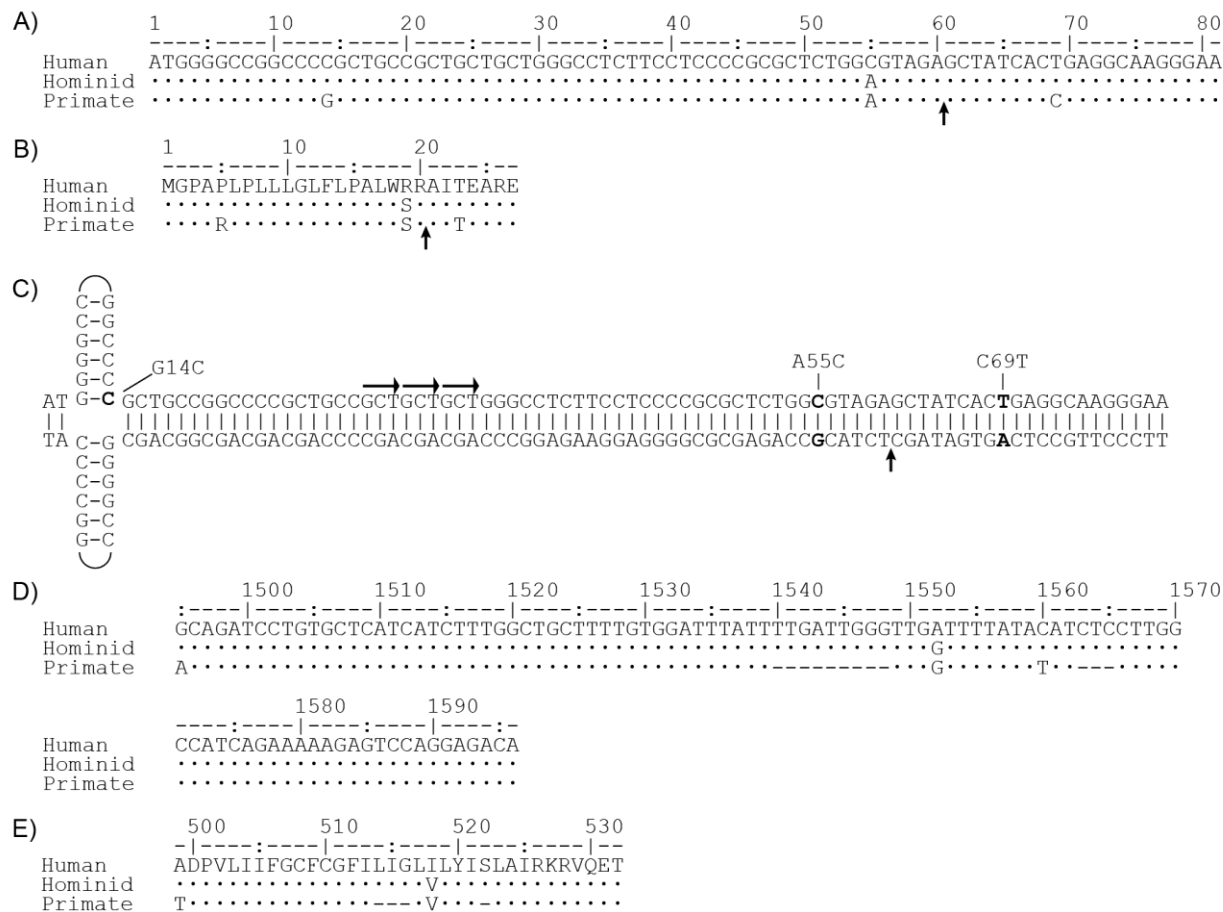 A)
1 10 20 30 40 50 60 70 80
----:----|----:----|----:----|----:----|----:----|----:----|----:----|----:----|-
Human ATGGGGCCGGCCCCGCTGCCGCTGCTGCTGGGCCTCTTCCTCCCCGCGCTCTGGCGTAGAGCTATCACTGAGGCAAGGGAA
Hominid ······················································A··························
Primate ·············G········································A·············C············
B)
1 10 20
----:----|----:----|----:--
Human MGPAPLPLLLGLFLPALWRRAITEARE
Hominid ··················S········
Primate ····R·············S···T····
C)
C-G
C-G
G-C
G-C
G-C
G-C G14C A55C C69T
AT GCTGCCGGCCCCGCTGCCGCTGCTGCTGGGCCTCTTCCTCCCCGCGCTCTGGCGTAGAGCTATCACTGAGGCAAGGGAA
TA C-G CGACGGCGACGACGACCCCGACGACGACCCGGAGAAGGAGGGGCGCGAGACCGCATCTCGATAGTGACTCCGTTCCCTT
C-G
C-G
C-G
G-C
G-C
D)
1500 1510 1520 1530 1540 1550 1560 1570
:----|----:----|----:----|----:----|----:----|----:----|----:----|----:----|
Human GCAGATCCTGTGCTCATCATCTTTGGCTGCTTTTGTGGATTTATTTTGATTGGGTTGATTTTATACATCTCCTTGG
Hominid ·························································G··················
Primate A············································---------···G·······T··---·····
1580 1590
----:----|----:----|----:-
Human CCATCAGAAAAAGAGTCCAGGAGACA
Hominid ··························
Primate ··························
E)
500 510 520 530
-|----:----|----:----|----:----|--
Human ADPVLIIFGCFCGFILIGLILYISLAIRKRVQET
Hominid ···················V··············
Primate T··············---·V···-··········